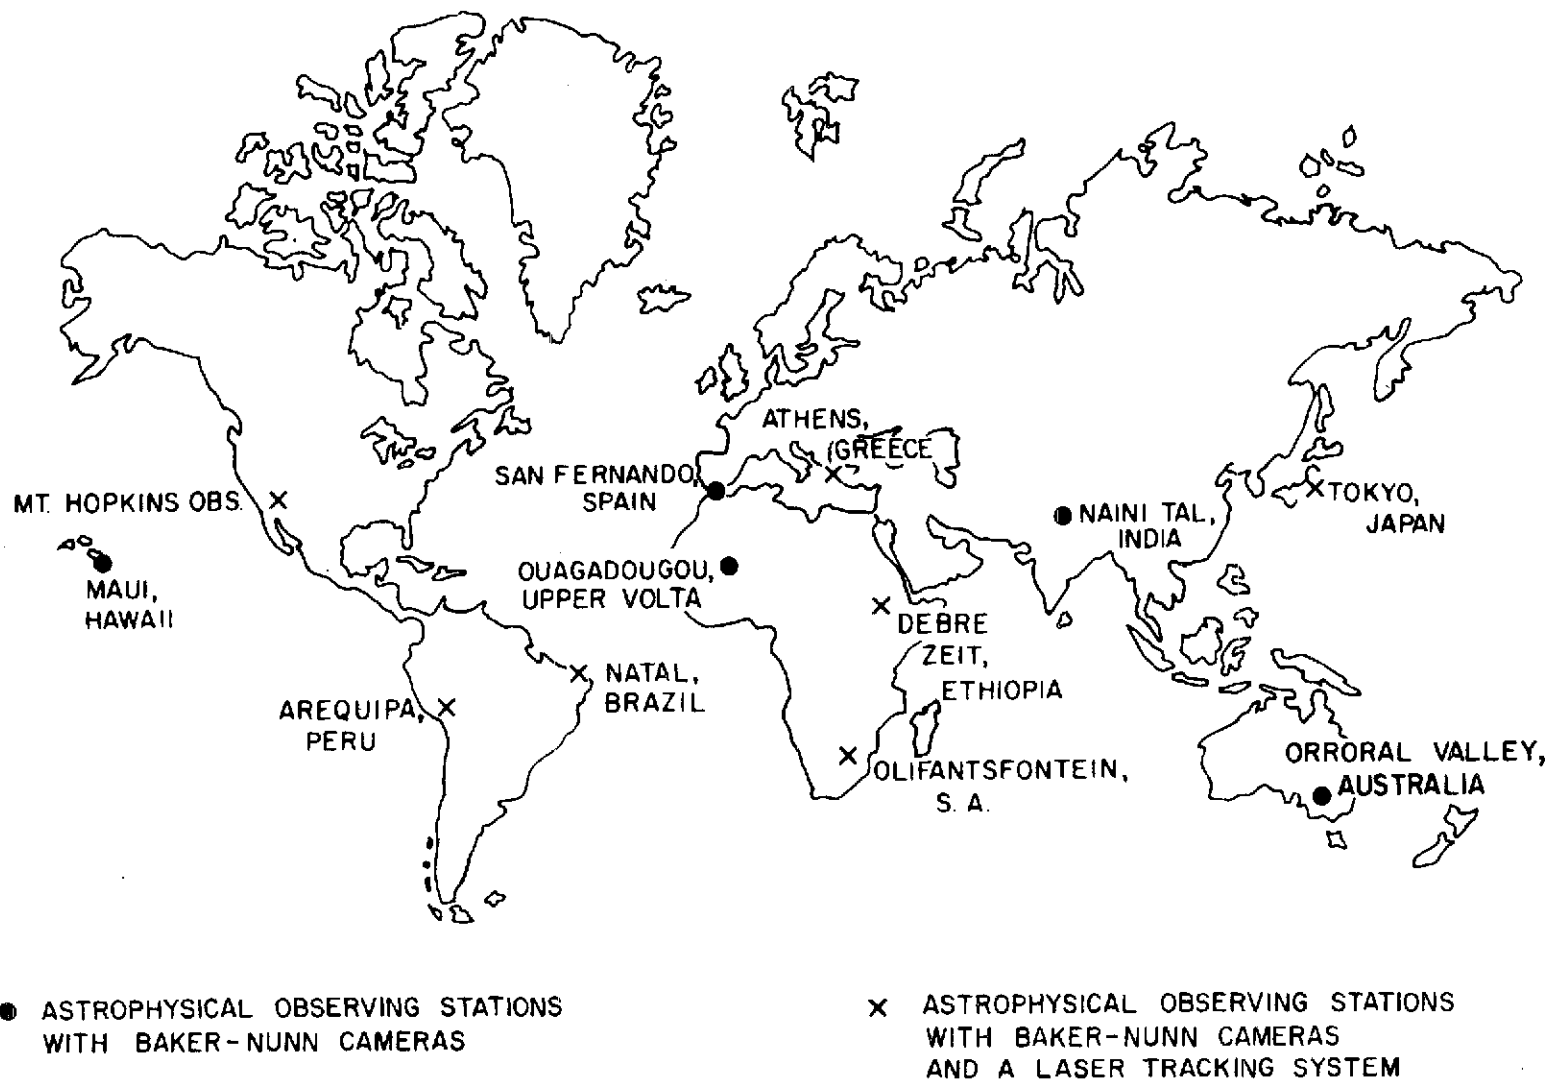 ATHENS,
GREECE
SAN FERNANDO,
SPAIN
MT. HOPKINS OBS.
TOKYO,
JAPAN
NAINI TAL,
INDIA
MAUI,
HAWAII
OUAGADOUGOU,
UPPER VOLTA
DEBRE
ZEIT,
ETHIOPIA
NATAL,
BRAZIL
AREQUIPA,
PERU
OLIFANTSFONTEIN,
S. A.
ORRORAL VALLEY,
AUSTRALIA
ASTROPHYSICAL OBSERVING STATIONS
WITH BAKER-NUNN CAMERAS
ASTROPHYSICAL OBSERVING STATIONS
WITH BAKER-NUNN CAMERAS
AND A LASER TRACKING SYSTEM